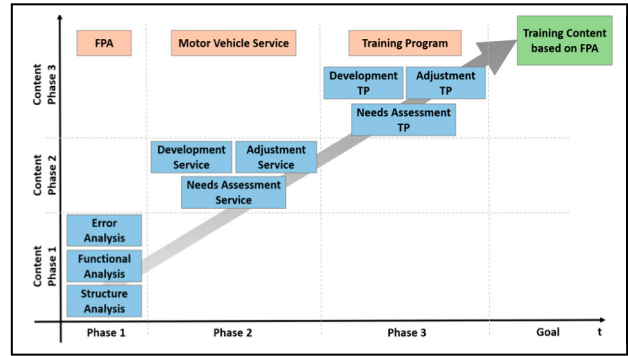 FPA
Motor Vehicle Service
Training Program
Training Content
based on FPA
Content
Phase 3
Development
TP
Adjustment
TP
Needs Assessment
TP
Content
Phase 2
Development
Service
Adjustment
Service
Needs Assessment
Service
Content
Phase 1
Error
Analysis
Functional
Analysis
Structure
Analysis
Phase 1
Phase 2
Phase 3
Goal
t